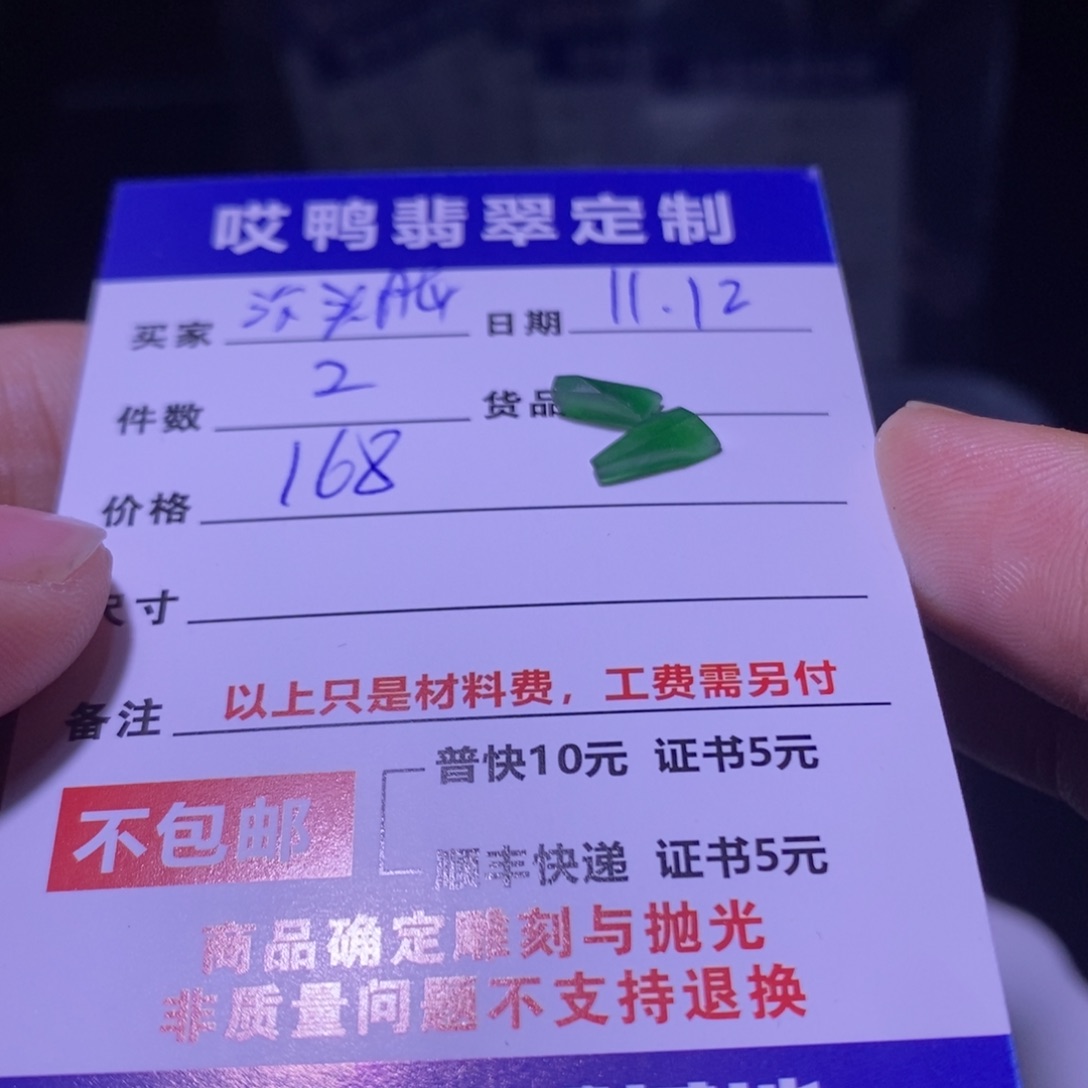 哎鸭翡翠定制
买家 日期 11.12
件数 2 货品
价格 168
尺寸
备注 以上只是材料费，工费需另付
不包邮
普快10元 证书5元
顺丰快递 证书5元
商品确定雕刻与抛光
非质量问题不支持退换